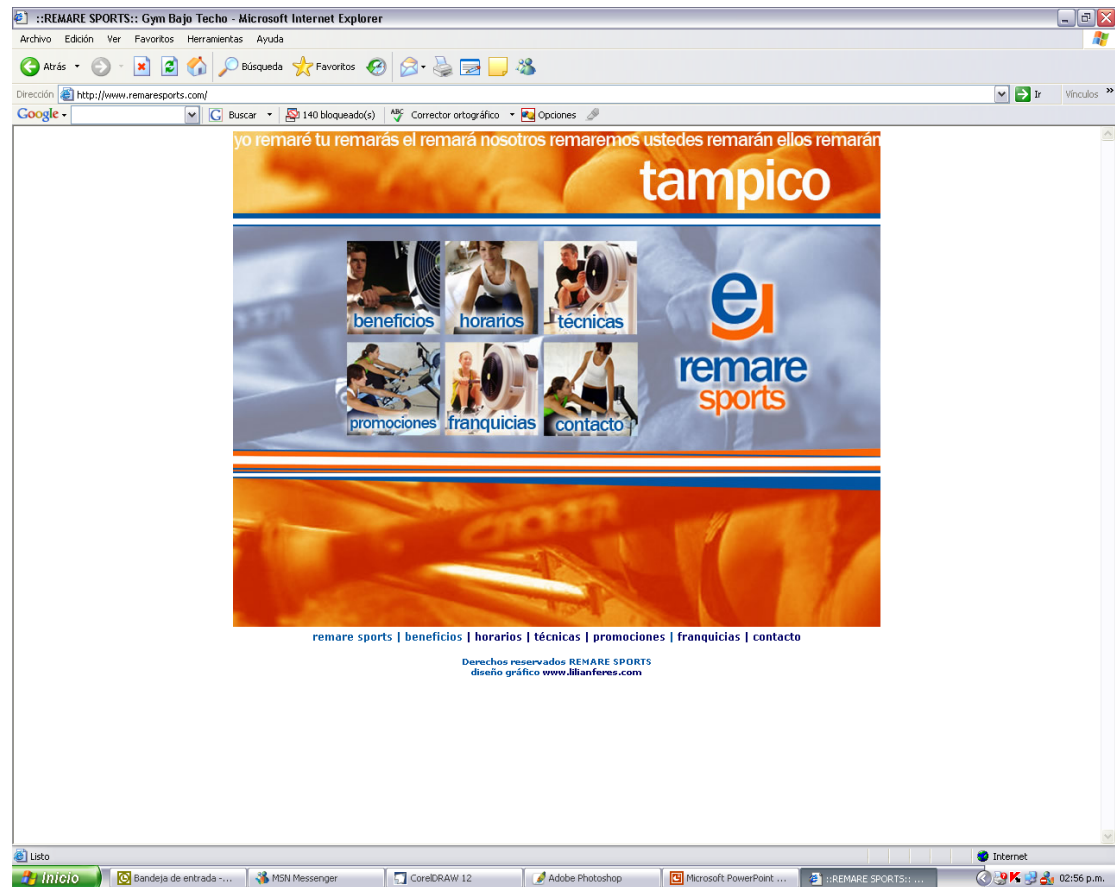 ::REMARE SPORTS:: Gym Bajo Techo - Microsoft Internet Explorer
Archivo Edición Ver Favoritos Herramientas Ayuda
Atrás Búsqueda Favoritos
Dirección http://www.remaresports.com/ Ir Vínculos »
Google Buscar 140 bloqueado(s) ABC Corrector ortográfico Opciones
yo remaré tu remarás el remará nosotros remaremos ustedes remarán ellos remarán
tampico
beneficios horarios técnicas
promociones franquicias contacto
remare
sports
remare sports | beneficios | horarios | técnicas | promociones | franquicias | contacto
Derechos reservados REMARE SPORTS
diseño gráfico www.lilianferes.com
Listo Internet
Inicio Bandeja de entrada -... MSN Messenger CorelDRAW 12 Adobe Photoshop Microsoft PowerPoint ... ::REMARE SPORTS:: ... 02:56 p.m.